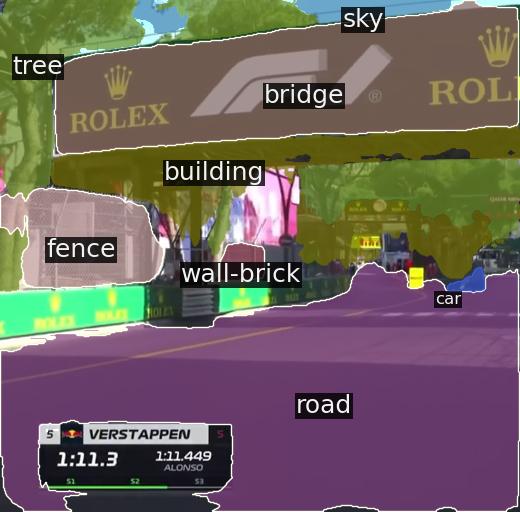 sky
tree
bridge
ROLEX
ROL
building
fence
wall-brick
car
road
5 VERSTAPPEN 5
1:11.3 1:11.449
ALONSO
S1 S2 S3